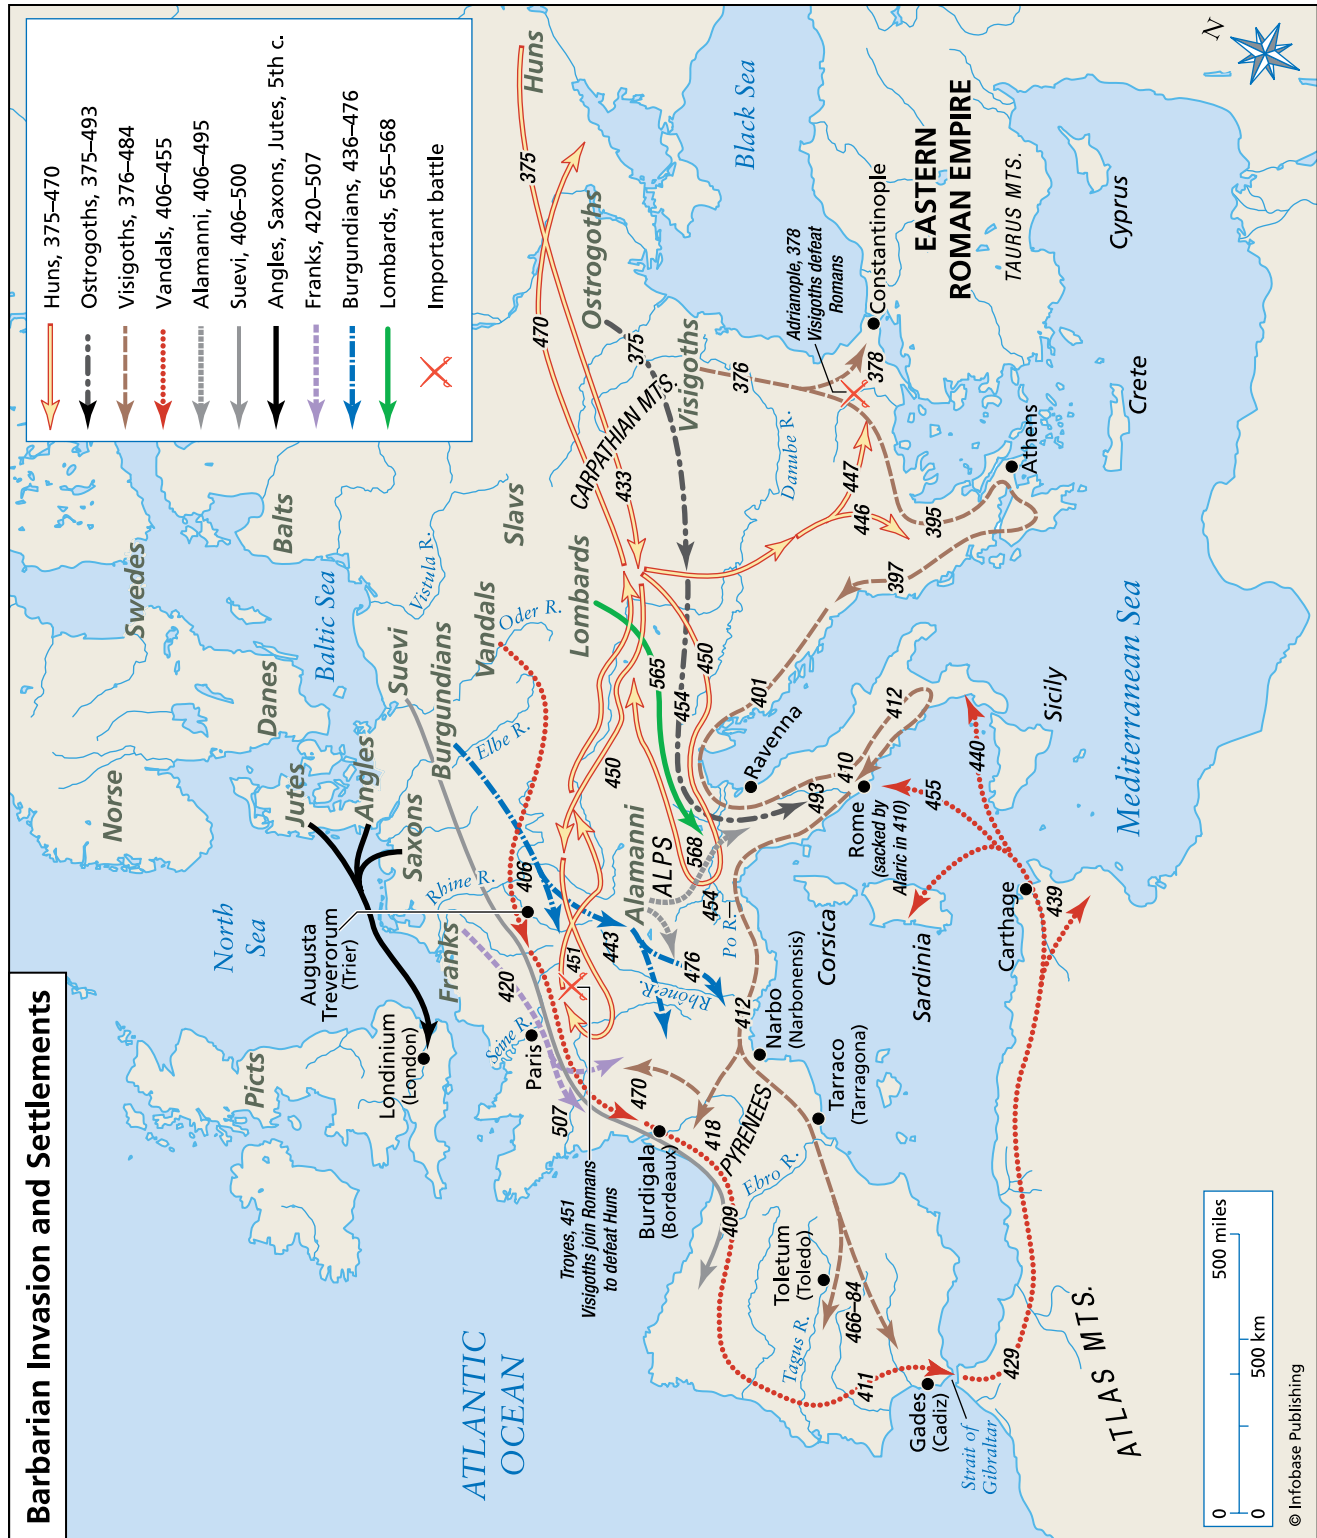 Barbarian Invasion and Settlements
Huns, 375–470
Ostrogoths, 375–493
Visigoths, 376–484
Vandals, 406–455
Alamanni, 406–495
Suevi, 406–500
Angles, Saxons, Jutes, 5th c.
Franks, 420–507
Burgundians, 436–476
Lombards, 565–568
Important battle
N
Norse
Swedes
Danes
Balts
Jutes
Angles
Saxons
Suevi
Burgundians
Vandals
Slavs
Lombards
Huns
Ostrogoths
Visigoths
Picts
Franks
Alamanni
North
Sea
Baltic Sea
Black Sea
ATLANTIC
OCEAN
Mediterranean Sea
Vistula R.
Oder R.
Elbe R.
Rhine R.
Seine R.
Rhône R.
Po R.
Danube R.
Ebro R.
Tagus R.
Strait of
Gibraltar
CARPATHIAN MTS.
ALPS
PYRENEES
ATLAS MTS.
TAURUS MTS.
EASTERN
ROMAN EMPIRE
Londinium
(London)
Augusta
Treverorum
(Trier)
Paris
Burdigala
(Bordeaux)
Narbo
(Narbonensis)
Tarraco
(Tarragona)
Toletum
(Toledo)
Gades
(Cadiz)
Carthage
Rome
(sacked by
Alaric in 410)
Ravenna
Athens
Constantinople
Corsica
Sardinia
Sicily
Crete
Cyprus
Troyes, 451
Visigoths join Romans
to defeat Huns
Adrianople, 378
Visigoths defeat
Romans
375
470
375
433
376
378
447
446
395
397
401
450
454
565
450
568
454
493
410
412
455
440
439
406
420
451
443
476
412
470
418
507
409
466–84
411
429
0
500 miles
0
500 km
© Infobase Publishing